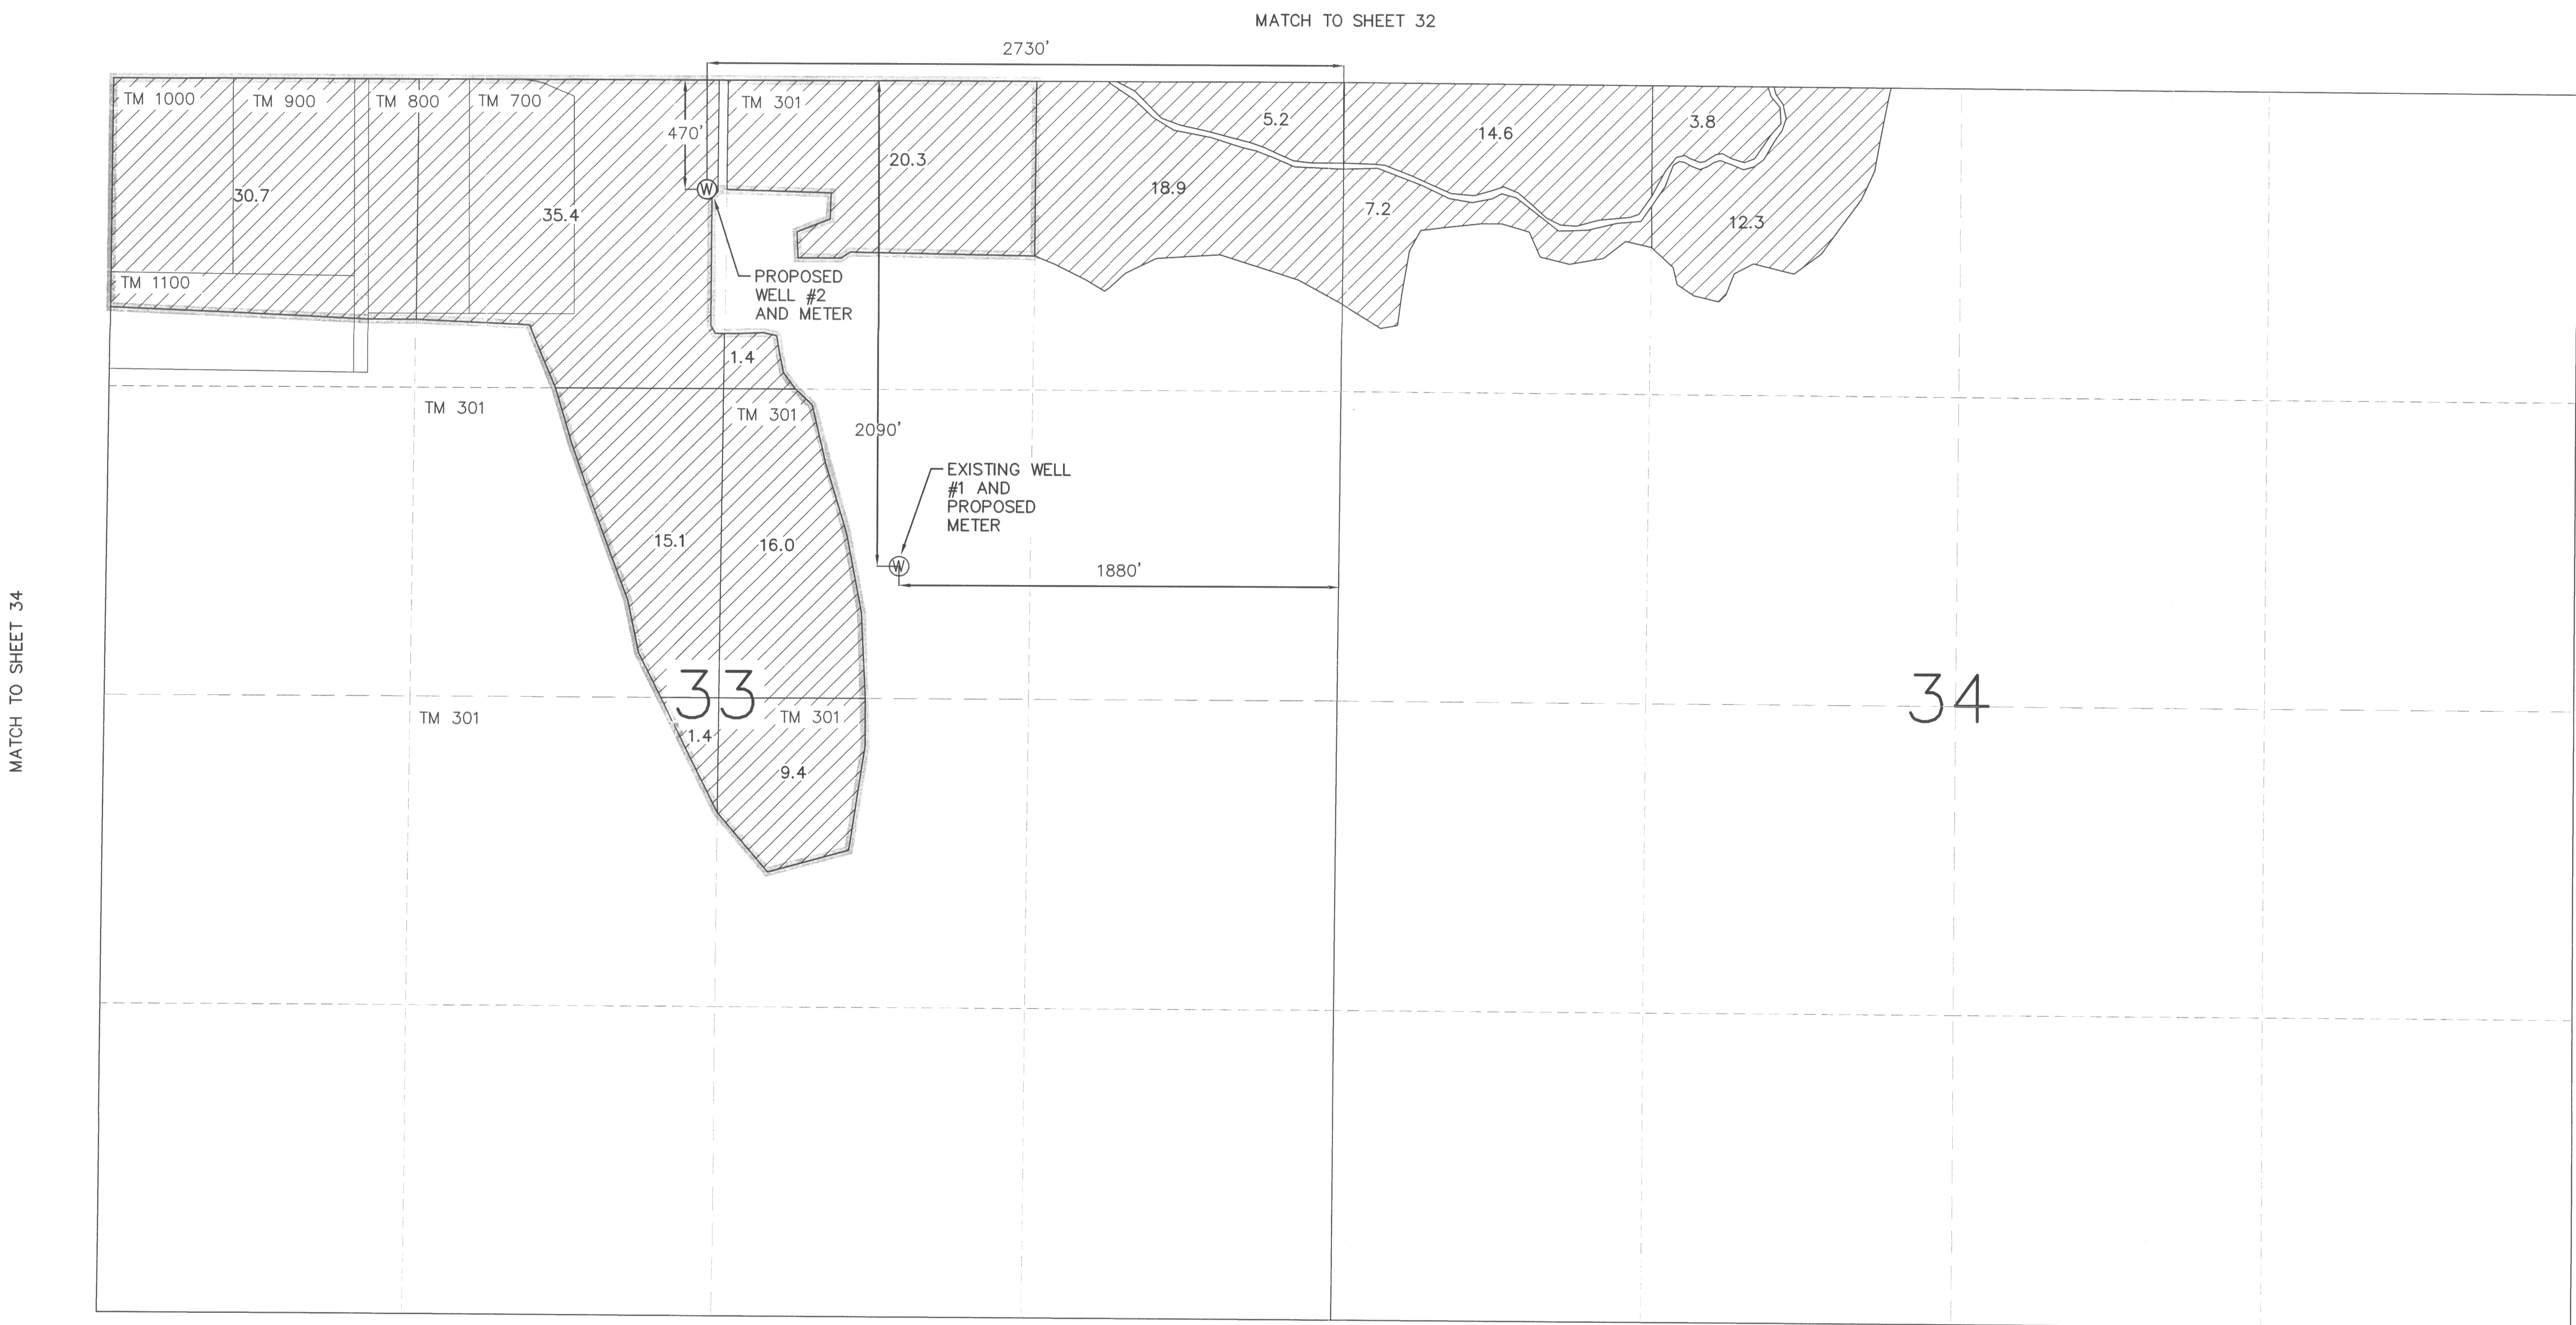 MATCH TO SHEET 32
2730'
TM 1000
TM 900
TM 800
TM 700
TM 301
470'
20.3
5.2
14.6
3.8
30.7
35.4
18.9
7.2
12.3
TM 1100
PROPOSED
WELL #2
AND METER
W
1.4
TM 301
TM 301
2090'
EXISTING WELL
#1 AND
PROPOSED
METER
W
1880'
15.1
16.0
MATCH TO SHEET 34
33
34
TM 301
TM 301
1.4
9.4